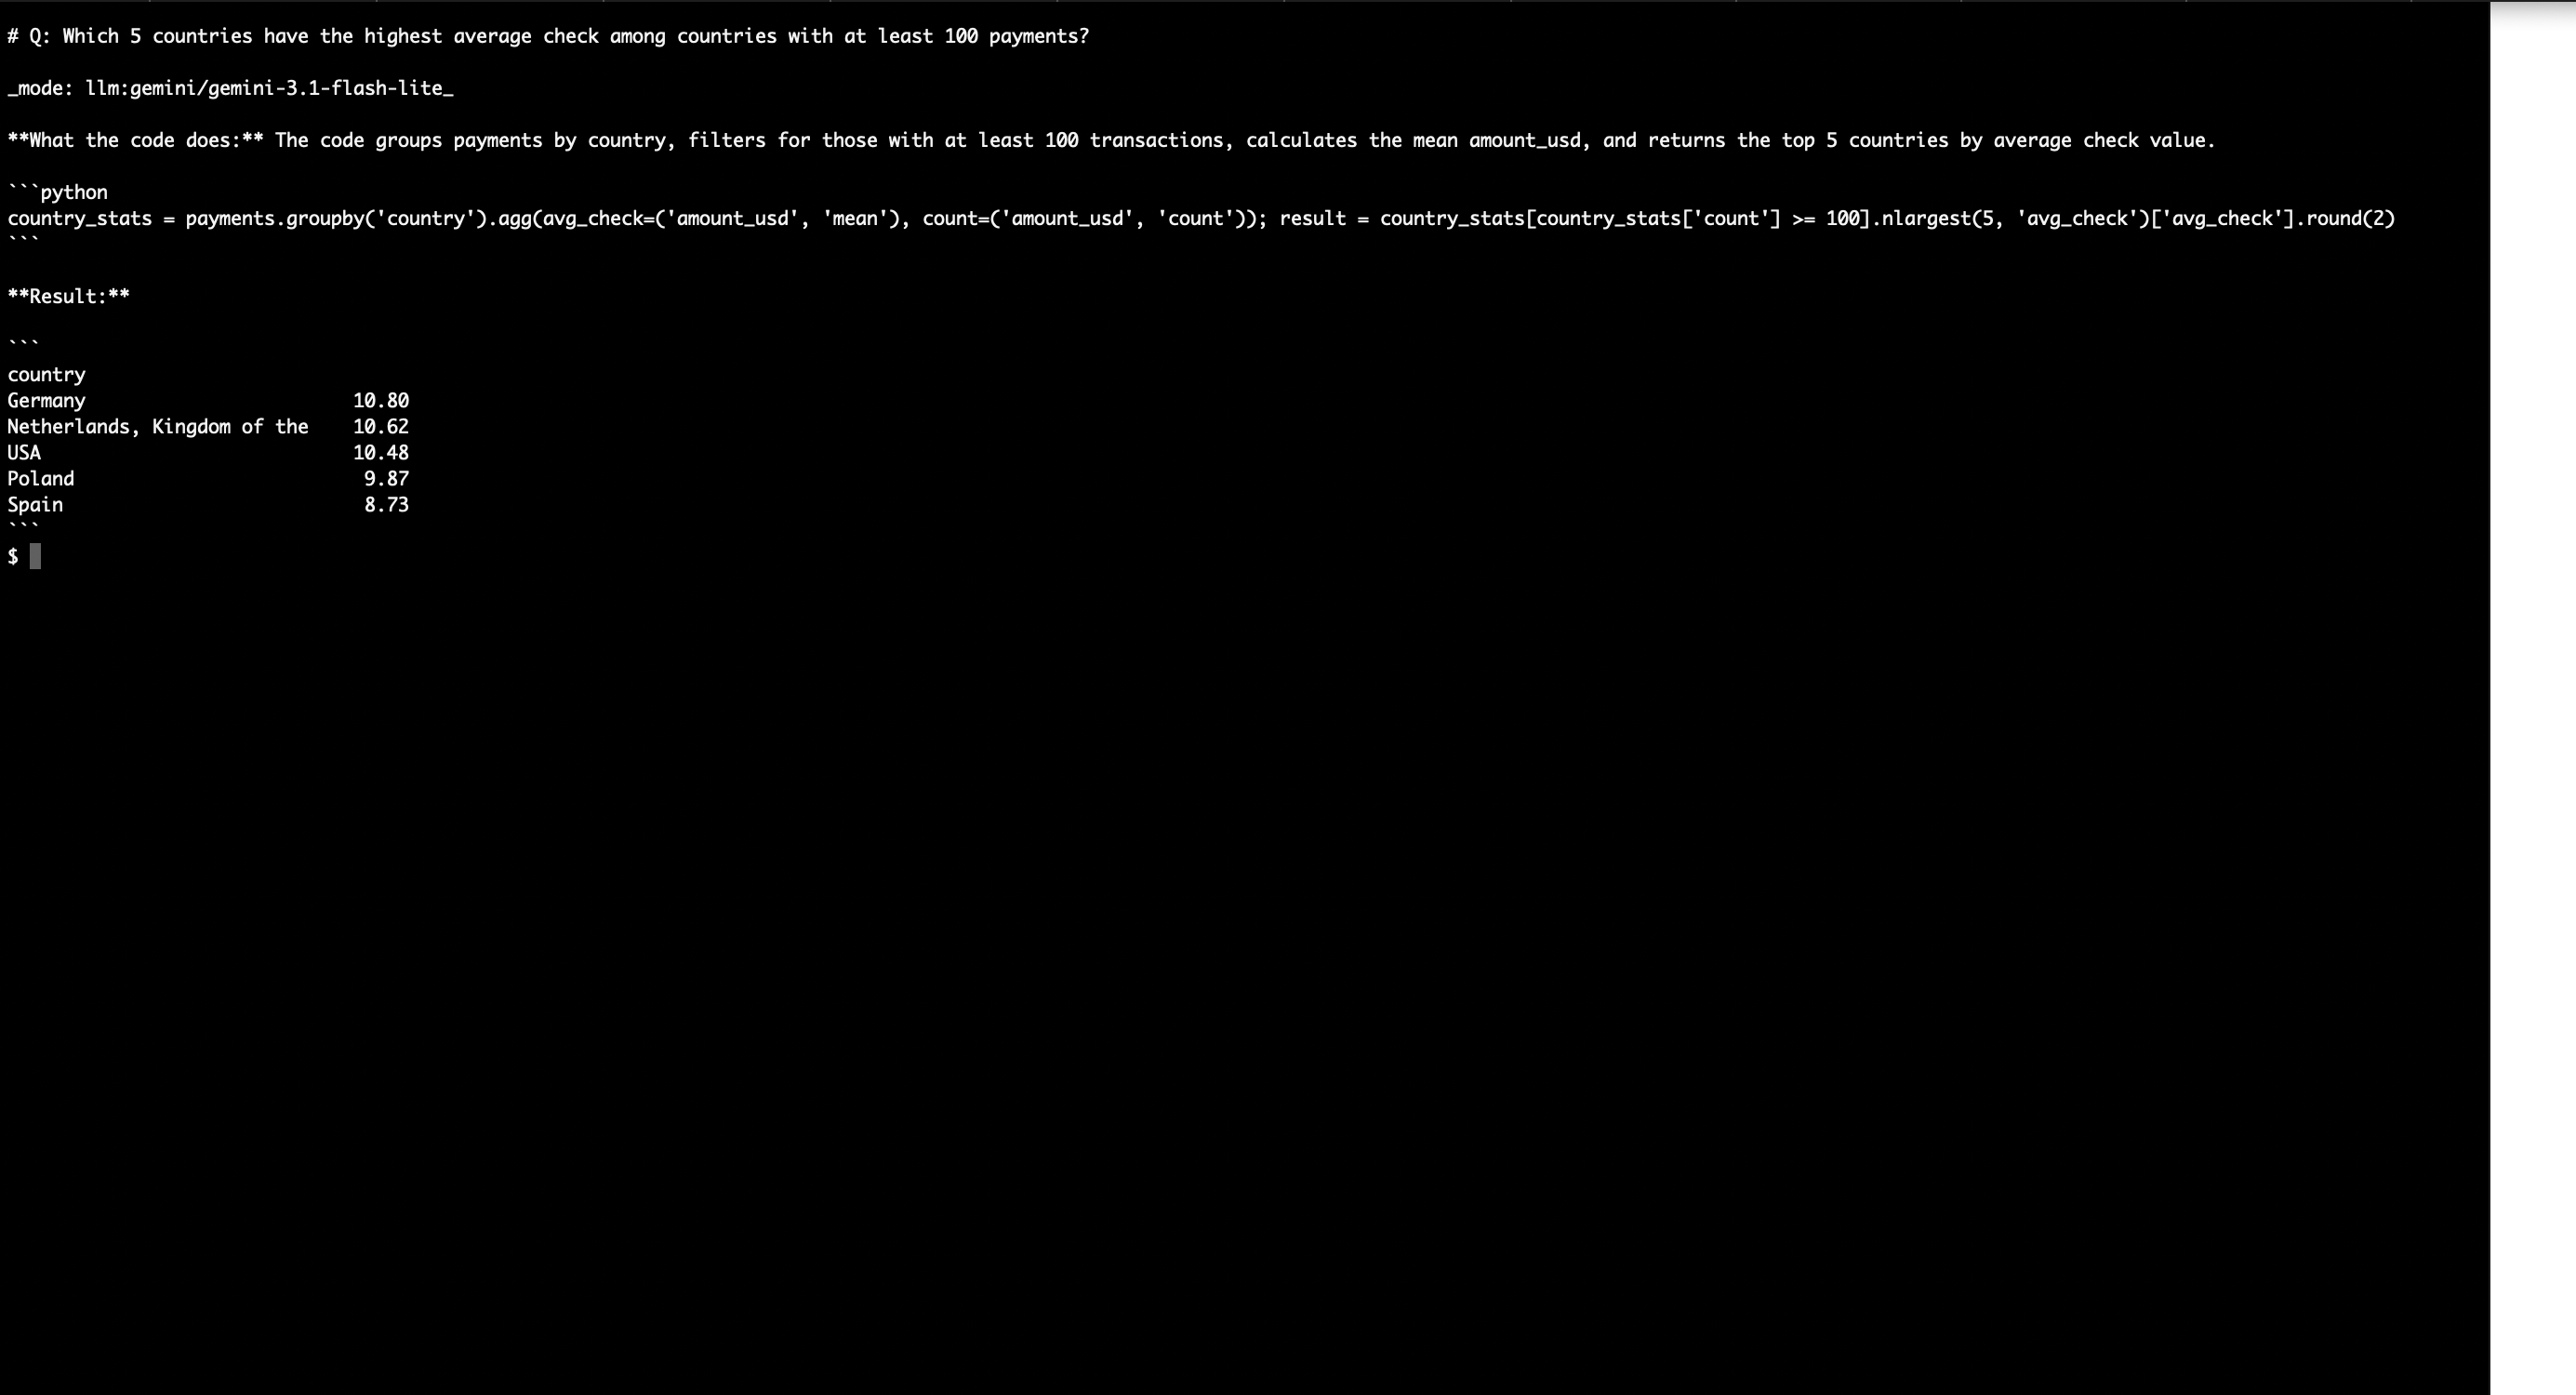 # Q: Which 5 countries have the highest average check among countries with at least 100 payments?
_mode: llm:gemini/gemini-3.1-flash-lite_
**What the code does:** The code groups payments by country, filters for those with at least 100 transactions, calculates the mean amount_usd, and returns the top 5 countries by average check value.
```python
country_stats = payments.groupby('country').agg(avg_check=('amount_usd', 'mean'), count=('amount_usd', 'count')); result = country_stats[country_stats['count'] >= 100].nlargest(5, 'avg_check')['avg_check'].round(2)
```
**Result:**
```
country
Germany                        10.80
Netherlands, Kingdom of the    10.62
USA                            10.48
Poland                          9.87
Spain                           8.73
```
$